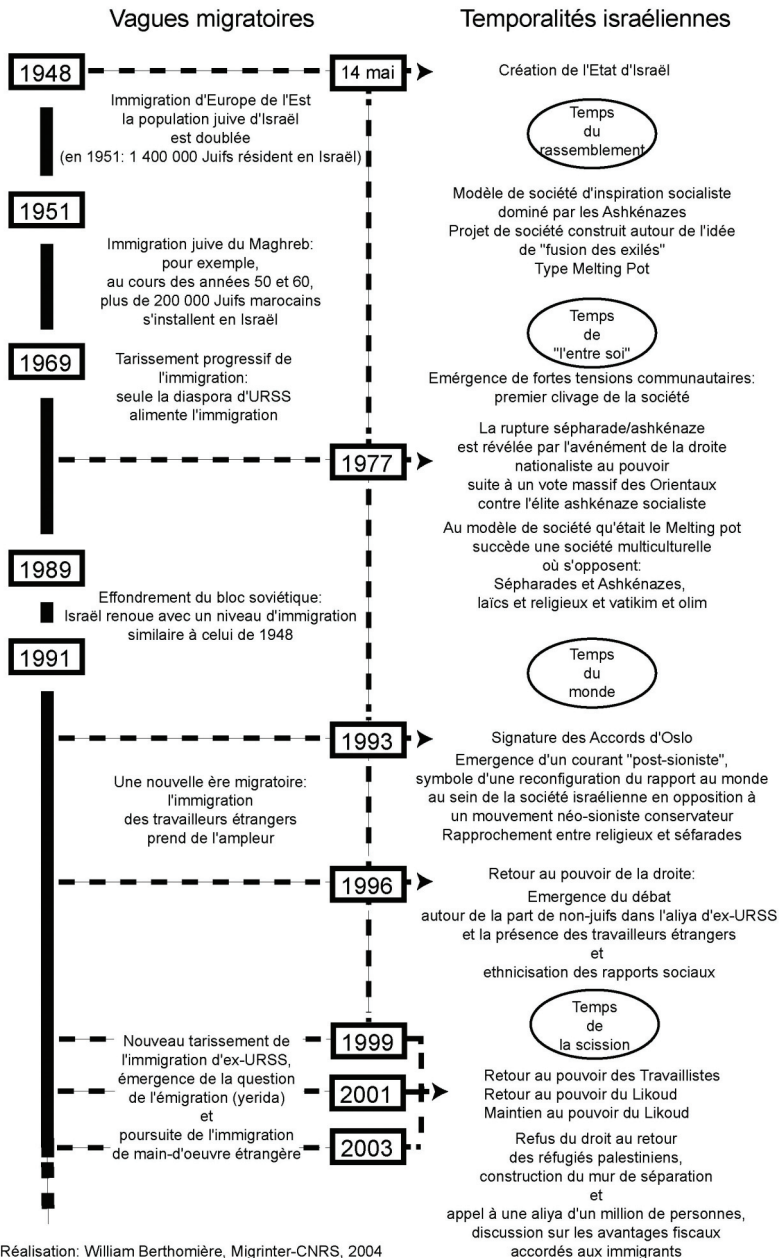 Vagues migratoires
Temporalités israéliennes
1948
14 mai
Création de l'Etat d'Israël
Immigration d'Europe de l'Est
la population juive d'Israël
est doublée
(en 1951: 1 400 000 Juifs résident en Israël)
Temps
du
rassemblement
1951
Modèle de société d'inspiration socialiste
dominé par les Ashkénazes
Projet de société construit autour de l'idée
de "fusion des exilés"
Type Melting Pot
Immigration juive du Maghreb:
pour exemple,
au cours des années 50 et 60,
plus de 200 000 Juifs marocains
s'installent en Israël
Temps
de
"l'entre soi"
1969
Tarissement progressif de
l'immigration:
seule la diaspora d'URSS
alimente l'immigration
Emérgence de fortes tensions communautaires:
premier clivage de la société
1977
La rupture sépharade/ashkénaze
est révélée par l'avénément de la droite
nationaliste au pouvoir
suite à un vote massif des Orientaux
contre l'élite ashkénaze socialiste
Au modèle de société qu'était le Melting pot
succède une société multiculturelle
où s'opposent:
Sépharades et Ashkénazes,
laïcs et religieux et vatikim et olim
1989
Effondrement du bloc soviétique:
Israël renoue avec un niveau d'immigration
similaire à celui de 1948
1991
Temps
du
monde
1993
Signature des Accords d'Oslo
Emergence d'un courant "post-sioniste",
symbole d'une reconfiguration du rapport au monde
au sein de la société israélienne en opposition à
un mouvement néo-sioniste conservateur
Rapprochement entre religieux et séfarades
Une nouvelle ère migratoire:
l'immigration
des travailleurs étrangers
prend de l'ampleur
1996
Retour au pouvoir de la droite:
Emergence du débat
autour de la part de non-juifs dans l'aliya d'ex-URSS
et la présence des travailleurs étrangers
et
ethnicisation des rapports sociaux
Temps
de
la scission
1999
2001
2003
Nouveau tarissement de
l'immigration d'ex-URSS,
émergence de la question
de l'émigration (yerida)
et
poursuite de l'immigration
de main-d'oeuvre étrangère
Retour au pouvoir des Travaillistes
Retour au pouvoir du Likoud
Maintien au pouvoir du Likoud
Refus du droit au retour
des réfugiés palestiniens,
construction du mur de séparation
et
appel à une aliya d'un million de personnes,
discussion sur les avantages fiscaux
accordés aux immigrants
Réalisation: William Berthomière, Migrinter-CNRS, 2004